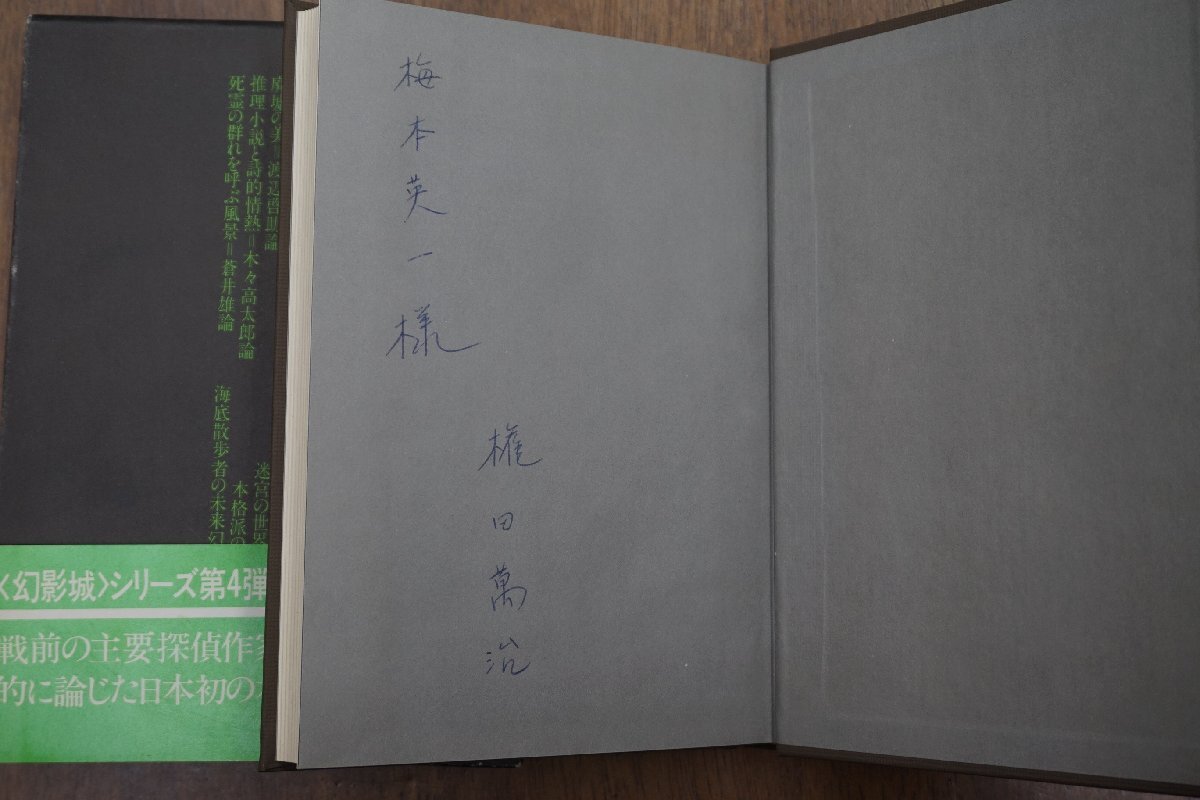 梅本英一様
権田萬治
廃墟の美＝渡辺啓助論
推理小説と詩的情熱＝木々高太郎論
死霊の群れを呼ぶ風景＝蒼井雄論
迷宮の世界
本格派の
海底散歩者の未来幻
〈幻影城〉シリーズ第4弾
戦前の主要探偵作家
的に論じた日本初の